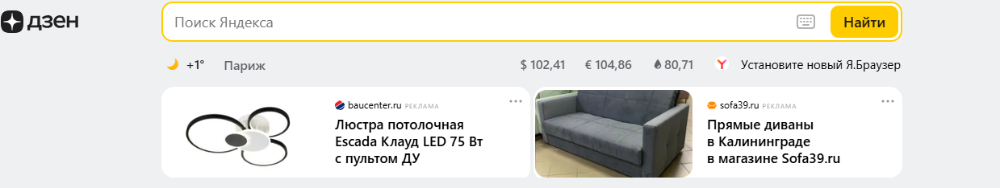 дзен
Поиск Яндекса
Найти
+1° Париж
$ 102,41 € 104,86 80,71
Установите новый Я.Браузер
baucenter.ru РЕКЛАМА
Люстра потолочная
Escada Клауд LED 75 Вт
с пультом ДУ
sofa39.ru РЕКЛАМА
Прямые диваны
в Калининграде
в магазине Sofa39.ru